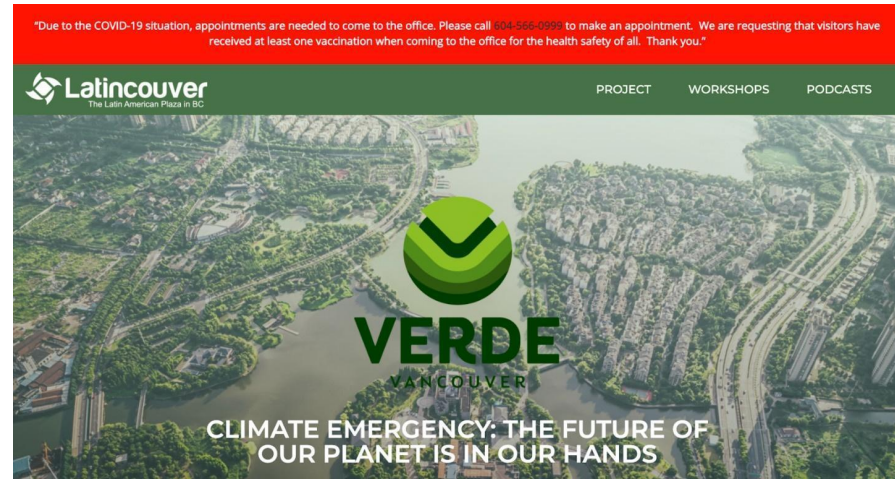 “Due to the COVID-19 situation, appointments are needed to come to the office. Please call 604-566-0999 to make an appointment. We are requesting that visitors have
received at least one vaccination when coming to the office for the health safety of all. Thank you.”
Latincouver
The Latin American Plaza in BC
PROJECT WORKSHOPS PODCASTS
VERDE
VANCOUVER
CLIMATE EMERGENCY: THE FUTURE OF
OUR PLANET IS IN OUR HANDS